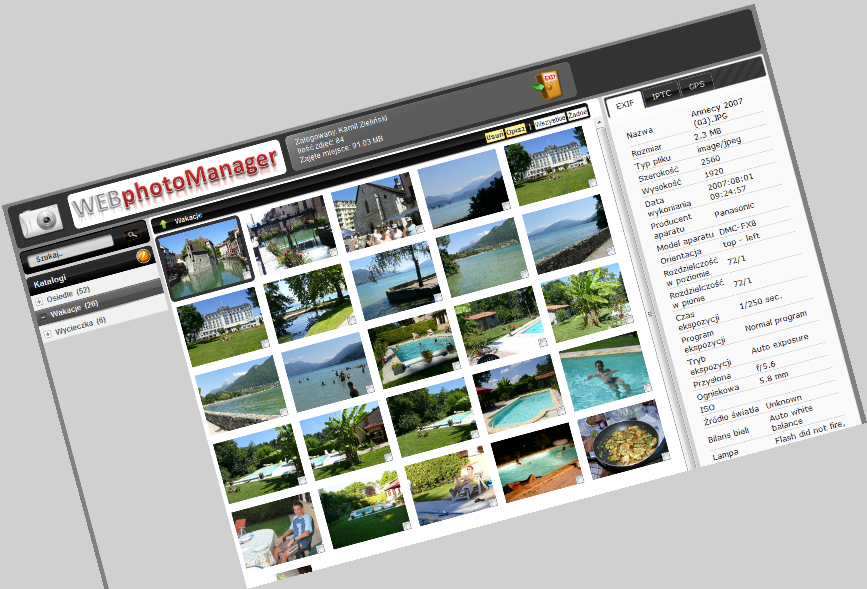 WEBphotoManager
Zalogowany: Kamil Zieliński
Ilość zdjęć: 84
Zajęte miejsce: 91.03 MB
EXIT
Szukaj..
Katalogi
Osiedle (52)
Wakacje (26)
Wycieczka (6)
Wakacje
Usuń Opisz | Wszystkie Żadne
EXIF IPTC GPS
Nazwa Annecy 2007 (03).JPG
Rozmiar 2.3 MB
Typ pliku image/jpeg
Szerokość 2560
Wysokość 1920
Data wykonania 2007:08:01 09:24:57
Producent aparatu Panasonic
Model aparatu DMC-FX8
Orientacja top - left
Rozdzielczość w poziomie 72/1
Rozdzielczość w pionie 72/1
Czas ekspozycji 1/250 sec.
Program ekspozycji Normal program
Tryb ekspozycji Auto exposure
Przysłona f/5.6
Ogniskowa 5.8 mm
ISO
Źródło światła Unknown
Bilans bieli Auto white balance
Lampa Flash did not fire,